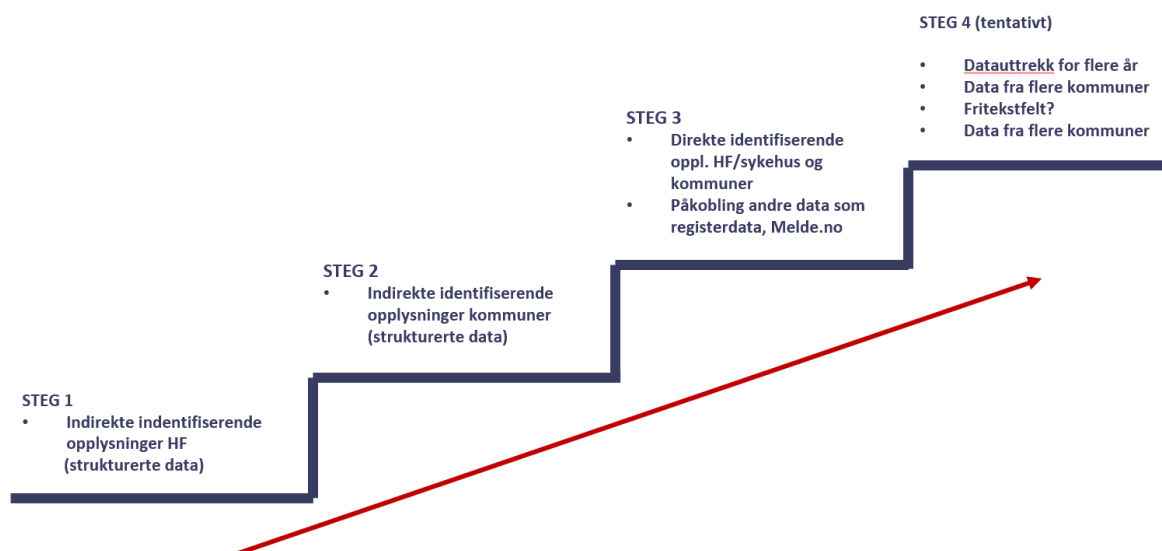 STEG 1
• Indirekte indentifiserende
opplysninger HF
(strukturerte data)
STEG 2
• Indirekte identifiserende
opplysninger kommuner
(strukturerte data)
STEG 3
• Direkte identifiserende
oppl. HF/sykehus og
kommuner
• Påkobling andre data som
registerdata, Melde.no
STEG 4 (tentativt)
• Datauttrekk for flere år
• Data fra flere kommuner
• Fritekstfelt?
• Data fra flere kommuner